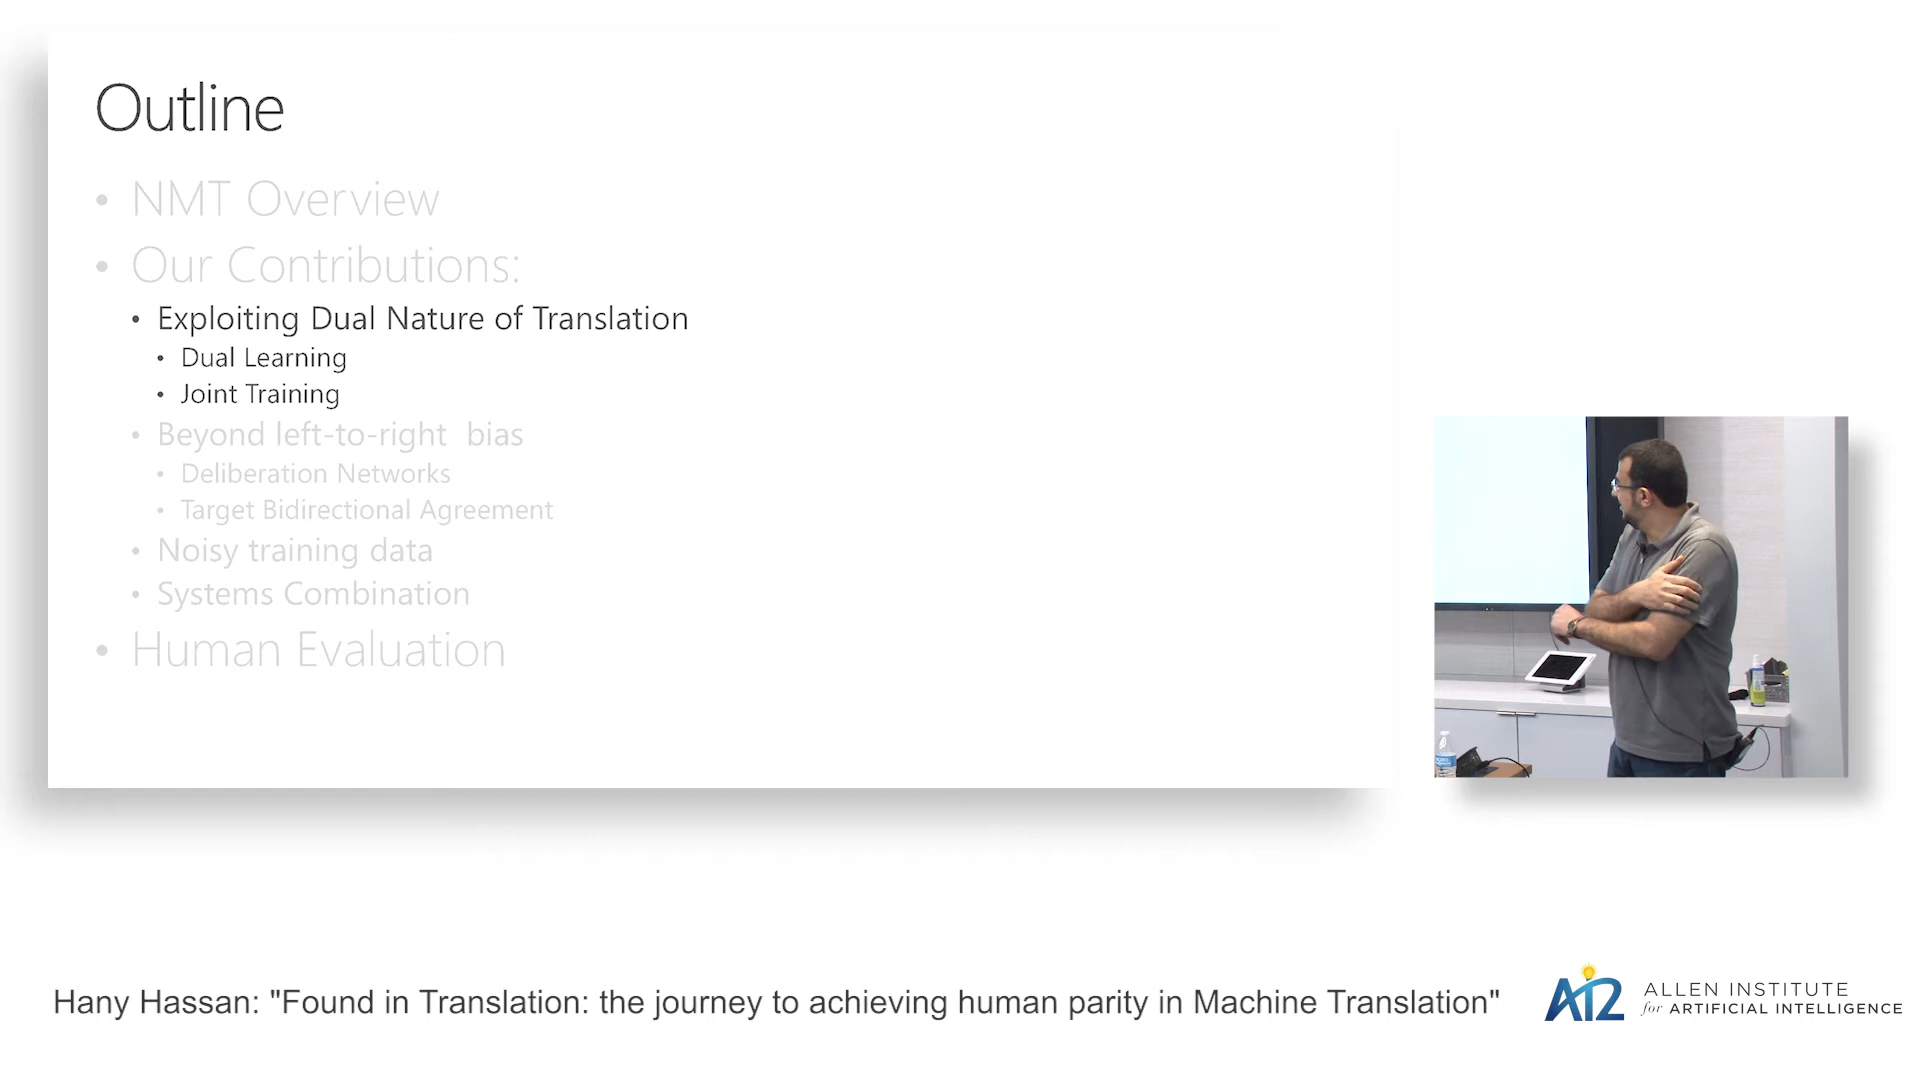 Outline
• NMT Overview
• Our Contributions:
• Exploiting Dual Nature of Translation
• Dual Learning
• Joint Training
• Beyond left-to-right bias
• Deliberation Networks
• Target Bidirectional Agreement
• Noisy training data
• Systems Combination
• Human Evaluation
Hany Hassan: "Found in Translation: the journey to achieving human parity in Machine Translation"
AI2
ALLEN INSTITUTE
for ARTIFICIAL INTELLIGENCE